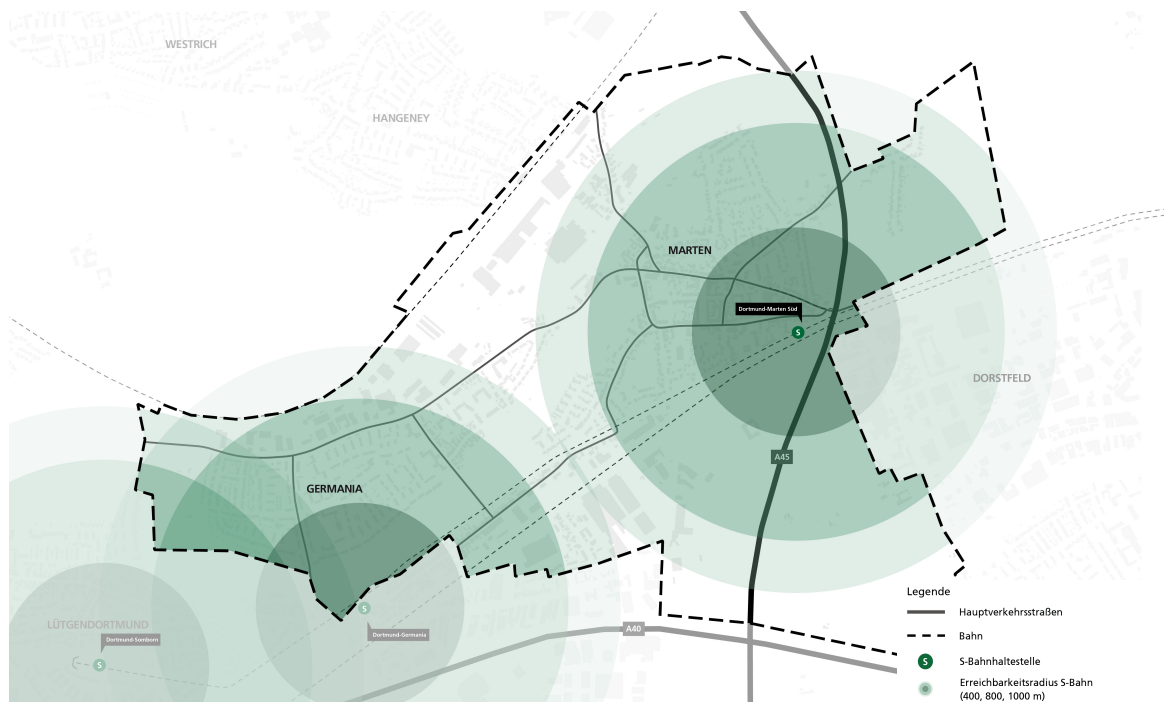 WESTRICH
HANGENEY
MARTEN
Dortmund-Marten Süd
S
DORSTFELD
A45
GERMANIA
S
Dortmund-Germania
LÜTGENDORTMUND
Dortmund-Somborn
S
A40
Legende
Hauptverkehrsstraßen
Bahn
S
S-Bahnhaltestelle
Erreichbarkeitsradius S-Bahn
(400, 800, 1000 m)